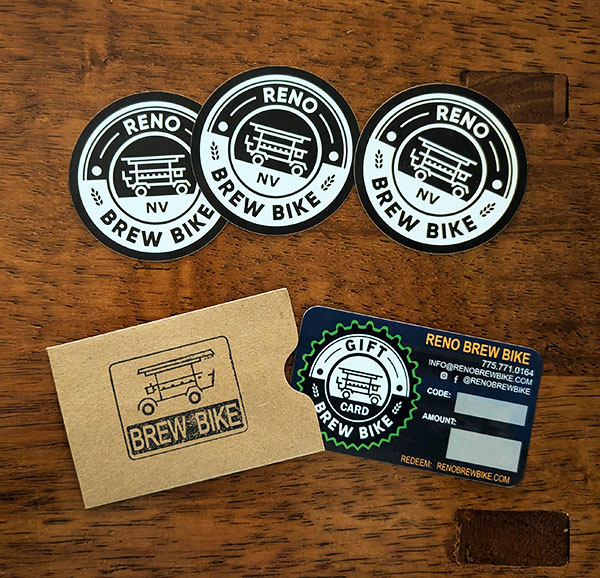 RENO
NV
BREW BIKE
RENO
NV
BREW BIKE
RENO
NV
BREW BIKE
BREW BIKE
GIFT
CARD
BREW BIKE
RENO BREW BIKE
775.771.0164
INFO@RENOBREWBIKE.COM
@RENOBREWBIKE
CODE:
AMOUNT:
REDEEM: RENOBREWBIKE.COM